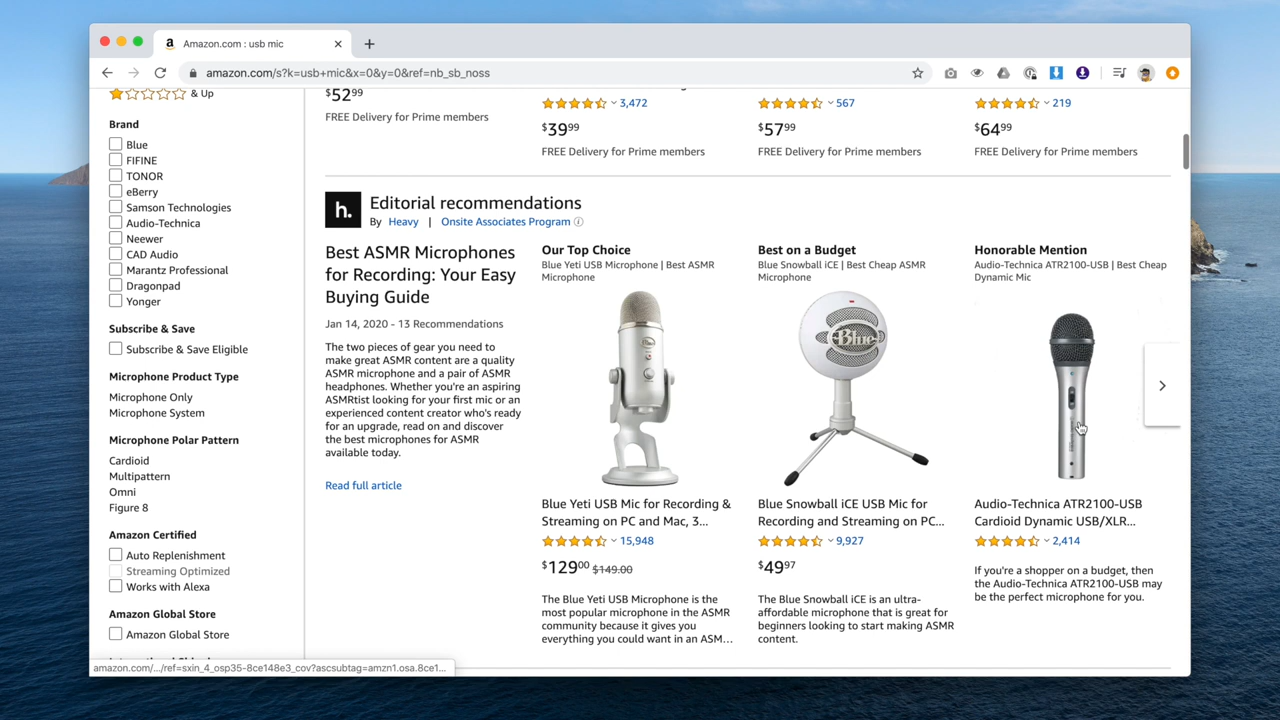 Amazon.com : usb mic
amazon.com/s?k=usb+mic&x=0&y=0&ref=nb_sb_noss
& Up
Brand
Blue
FIFINE
TONOR
eBerry
Samson Technologies
Audio-Technica
Neewer
CAD Audio
Marantz Professional
Dragonpad
Yonger
Subscribe & Save
Subscribe & Save Eligible
Microphone Product Type
Microphone Only
Microphone System
Microphone Polar Pattern
Cardioid
Multipattern
Omni
Figure 8
Amazon Certified
Auto Replenishment
Streaming Optimized
Works with Alexa
Amazon Global Store
Amazon Global Store
$52.99
FREE Delivery for Prime members
3,472
$39.99
FREE Delivery for Prime members
567
$57.99
FREE Delivery for Prime members
219
$64.99
FREE Delivery for Prime members
h.
Editorial recommendations
By Heavy | Onsite Associates Program
Best ASMR Microphones
for Recording: Your Easy
Buying Guide
Jan 14, 2020 - 13 Recommendations
The two pieces of gear you need to
make great ASMR content are a quality
ASMR microphone and a pair of ASMR
headphones. Whether you're an aspiring
ASMRtist looking for your first mic or an
experienced content creator who's ready
for an upgrade, read on and discover
the best microphones for ASMR
available today.
Read full article
Our Top Choice
Blue Yeti USB Microphone | Best ASMR
Microphone
Blue
Blue Yeti USB Mic for Recording &
Streaming on PC and Mac, 3...
15,948
$129.00 $149.00
The Blue Yeti USB Microphone is the
most popular microphone in the ASMR
community because it gives you
everything you could want in an ASM...
Best on a Budget
Blue Snowball iCE | Best Cheap ASMR
Microphone
Blue
Blue Snowball iCE USB Mic for
Recording and Streaming on PC...
9,927
$49.97
The Blue Snowball iCE is an ultra-
affordable microphone that is great for
beginners looking to start making ASMR
content.
Honorable Mention
Audio-Technica ATR2100-USB | Best Cheap
Dynamic Mic
Audio-Technica ATR2100-USB
Cardioid Dynamic USB/XLR...
2,414
If you're a shopper on a budget, then
the Audio-Technica ATR2100-USB may
be the perfect microphone for you.
amazon.com/.../ref=sxin_4_osp35-8ce148e3_cov?ascsubtag=amzn1.osa.8ce1...